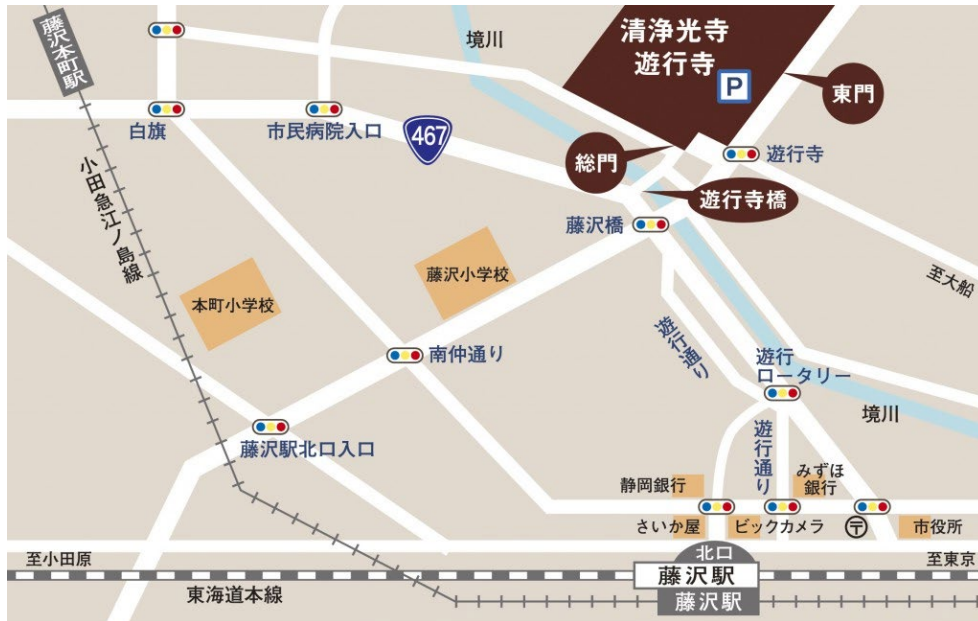 藤沢本町駅
境川
清浄光寺
遊行寺
P
東門
白旗
市民病院入口
467
総門
遊行寺
遊行寺橋
藤沢橋
小田急江ノ島線
本町小学校
藤沢小学校
至大船
遊行通り
南仲通り
遊行
ロータリー
境川
藤沢駅北口入口
遊行通り
静岡銀行
みずほ
銀行
さいか屋
ビックカメラ
〒
市役所
至小田原
北口
至東京
藤沢駅
東海道本線
藤沢駅